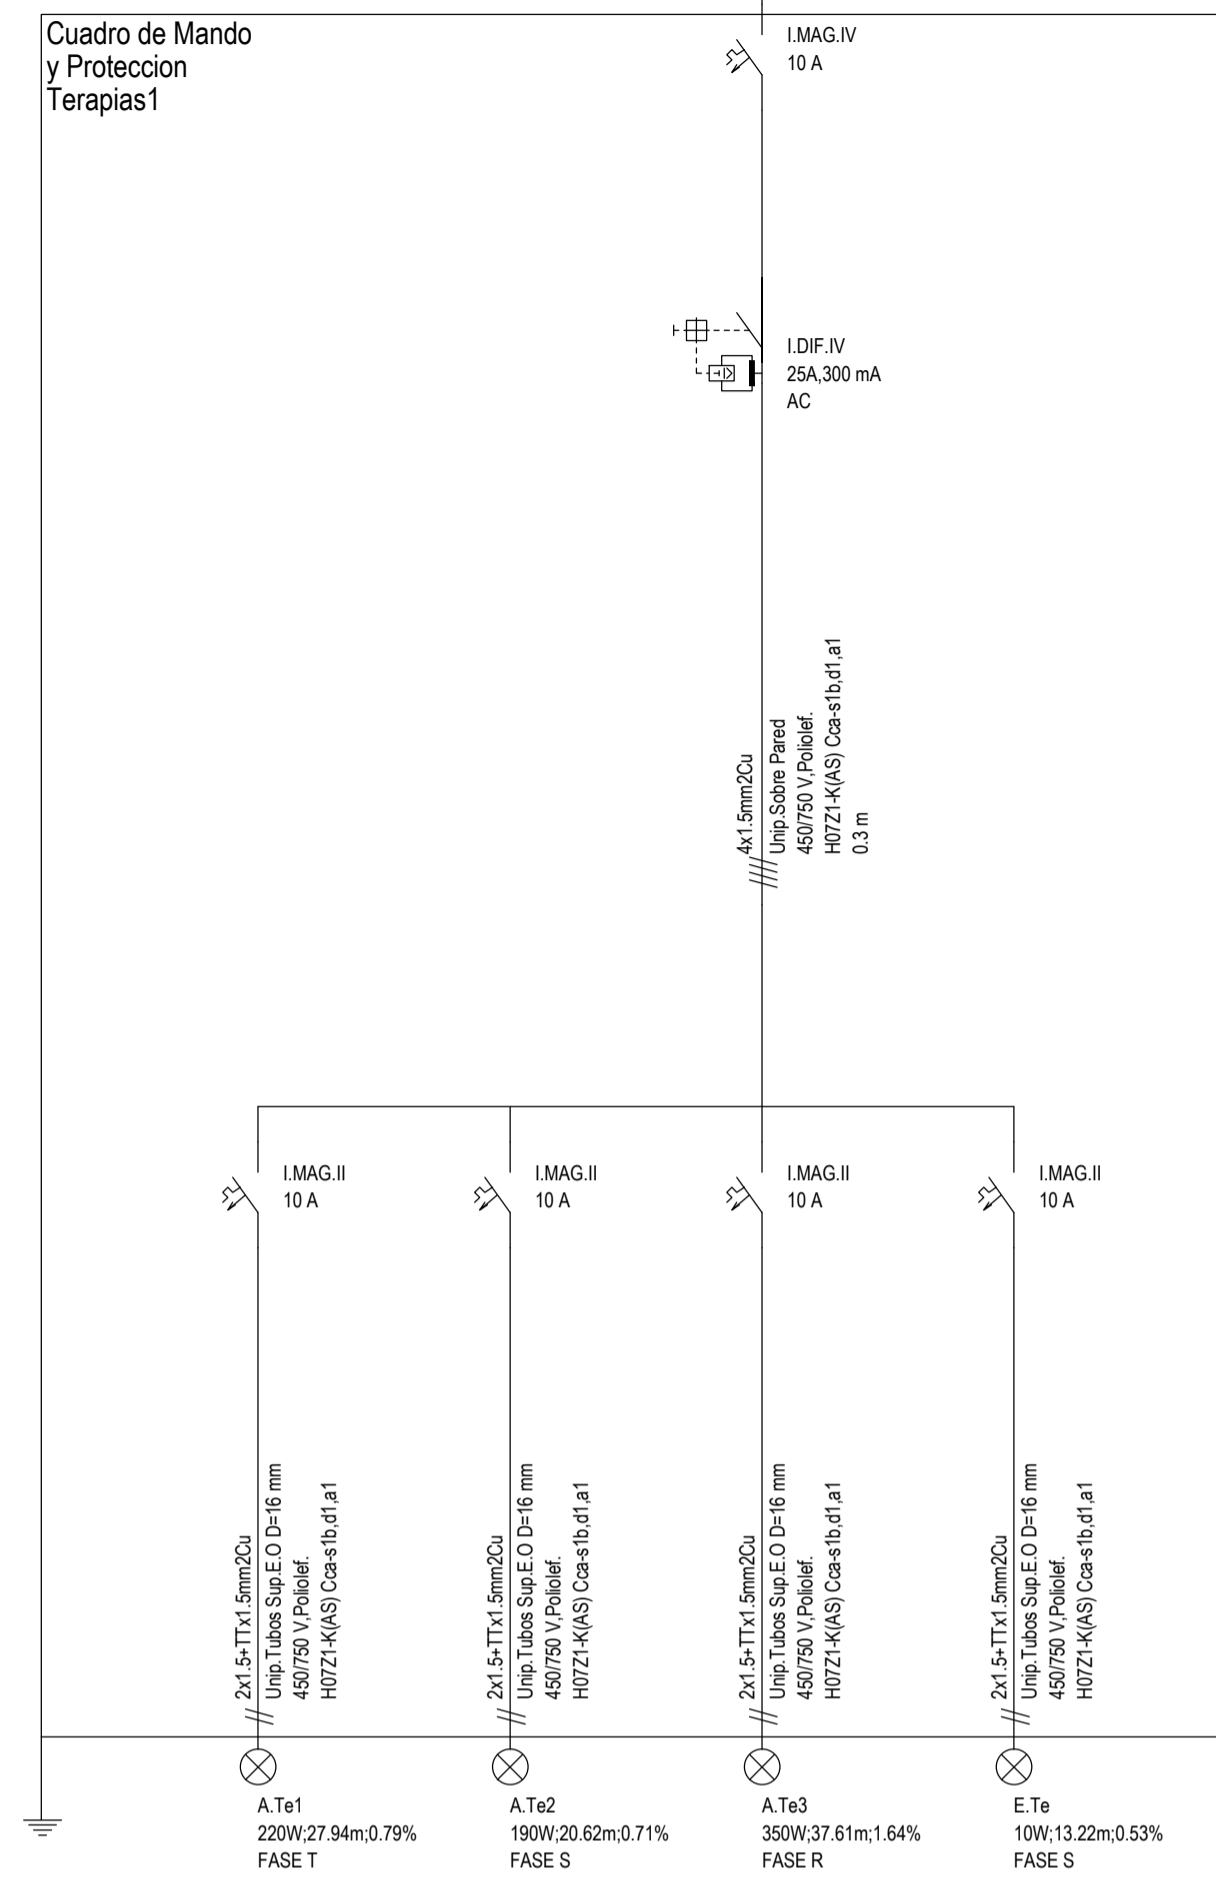 Cuadro de Mando
y Proteccion
Terapias1
I.MAG.IV
10 A
I.DIF.IV
25A,300 mA
AC
4x1.5mm2Cu
Unip.Sobre Pared
450/750 V,Poliolef.
H07Z1-K(AS) Cca-s1b,d1,a1
0.3 m
I.MAG.II
10 A
I.MAG.II
10 A
I.MAG.II
10 A
I.MAG.II
10 A
2x1.5+TTx1.5mm2Cu
Unip.Tubos Sup.E.O D=16 mm
450/750 V,Poliolef.
H07Z1-K(AS) Cca-s1b,d1,a1
2x1.5+TTx1.5mm2Cu
Unip.Tubos Sup.E.O D=16 mm
450/750 V,Poliolef.
H07Z1-K(AS) Cca-s1b,d1,a1
2x1.5+TTx1.5mm2Cu
Unip.Tubos Sup.E.O D=16 mm
450/750 V,Poliolef.
H07Z1-K(AS) Cca-s1b,d1,a1
2x1.5+TTx1.5mm2Cu
Unip.Tubos Sup.E.O D=16 mm
450/750 V,Poliolef.
H07Z1-K(AS) Cca-s1b,d1,a1
A.Te1
220W;27.94m;0.79%
FASE T
A.Te2
190W;20.62m;0.71%
FASE S
A.Te3
350W;37.61m;1.64%
FASE R
E.Te
10W;13.22m;0.53%
FASE S